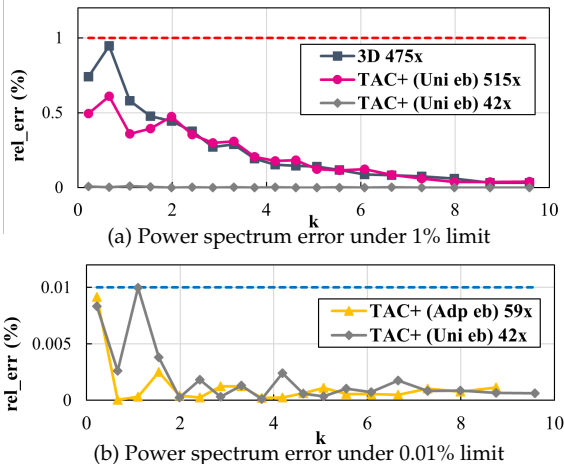 1
0.5
0
rel_err (%)
3D 475x
TAC+ (Uni eb) 515x
TAC+ (Uni eb) 42x
0 2 4 6 8 10
k
(a) Power spectrum error under 1% limit
0.01
0.005
0
rel_err (%)
TAC+ (Adp eb) 59x
TAC+ (Uni eb) 42x
0 2 4 6 8 10
k
(b) Power spectrum error under 0.01% limit